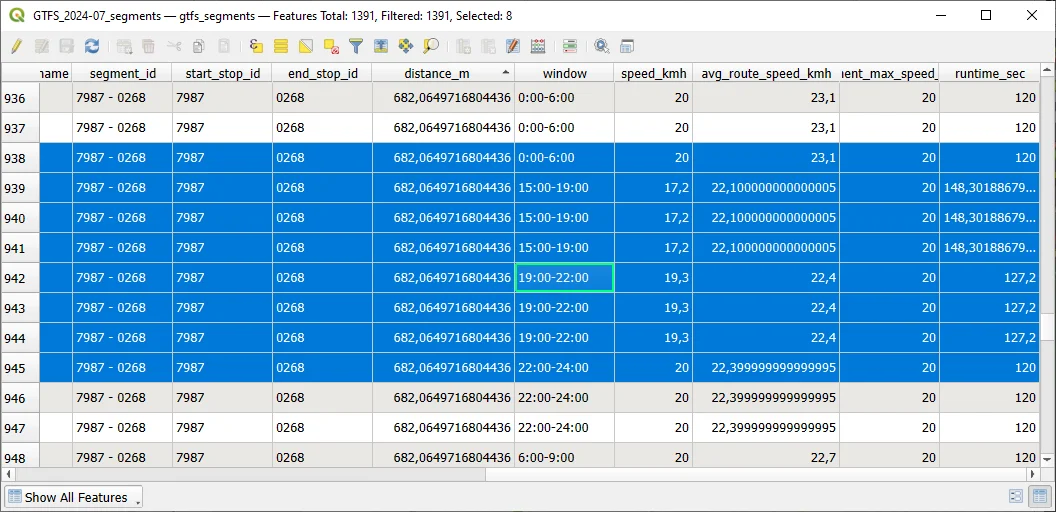 GTFS_2024-07_segments — gtfs_segments — Features Total: 1391, Filtered: 1391, Selected: 8
name segment_id start_stop_id end_stop_id distance_m window speed_kmh avg_route_speed_kmh nent_max_speed_ runtime_sec
936 7987 - 0268 7987 0268 682,0649716804436 0:00-6:00 20 23,1 20 120
937 7987 - 0268 7987 0268 682,0649716804436 0:00-6:00 20 23,1 20 120
938 7987 - 0268 7987 0268 682,0649716804436 0:00-6:00 20 23,1 20 120
939 7987 - 0268 7987 0268 682,0649716804436 15:00-19:00 17,2 22,100000000000005 20 148,30188679...
940 7987 - 0268 7987 0268 682,0649716804436 15:00-19:00 17,2 22,100000000000005 20 148,30188679...
941 7987 - 0268 7987 0268 682,0649716804436 15:00-19:00 17,2 22,100000000000005 20 148,30188679...
942 7987 - 0268 7987 0268 682,0649716804436 19:00-22:00 19,3 22,4 20 127,2
943 7987 - 0268 7987 0268 682,0649716804436 19:00-22:00 19,3 22,4 20 127,2
944 7987 - 0268 7987 0268 682,0649716804436 19:00-22:00 19,3 22,4 20 127,2
945 7987 - 0268 7987 0268 682,0649716804436 22:00-24:00 20 22,399999999999995 20 120
946 7987 - 0268 7987 0268 682,0649716804436 22:00-24:00 20 22,399999999999995 20 120
947 7987 - 0268 7987 0268 682,0649716804436 22:00-24:00 20 22,399999999999995 20 120
948 7987 - 0268 7987 0268 682,0649716804436 6:00-9:00 20 22,7 20 120
Show All Features